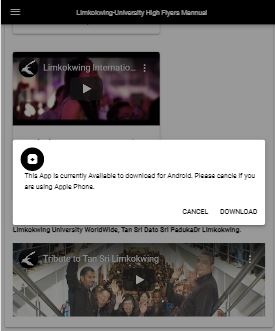 Limkokwing-University High Flyers Mannual
Limkokwing Internatio...
This App is currently Available to download for Android. Please cancle if you
are using Apple Phone.
CANCEL
DOWNLOAD
Limkokwing University WorldWide, Tan Sri Dato Sri PadukaDr Limkokwing.
Tribute to Tan Sri Limkokwing